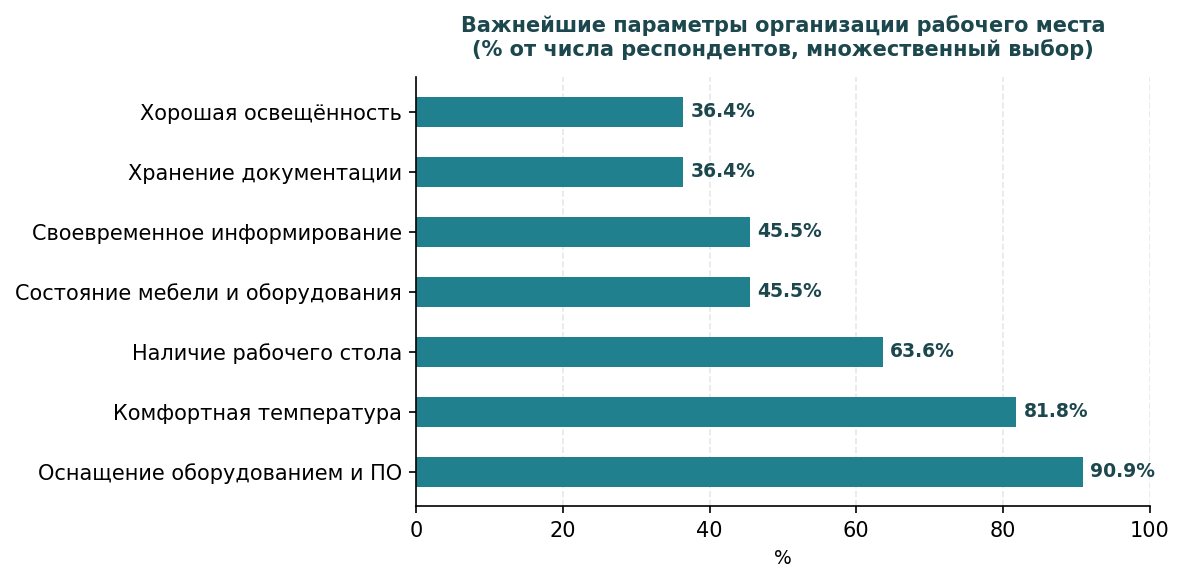 Важнейшие параметры организации рабочего места
(% от числа респондентов, множественный выбор)
Хорошая освещённость 36.4%
Хранение документации 36.4%
Своевременное информирование 45.5%
Состояние мебели и оборудования 45.5%
Наличие рабочего стола 63.6%
Комфортная температура 81.8%
Оснащение оборудованием и ПО 90.9%
0 20 40 60 80 100
%